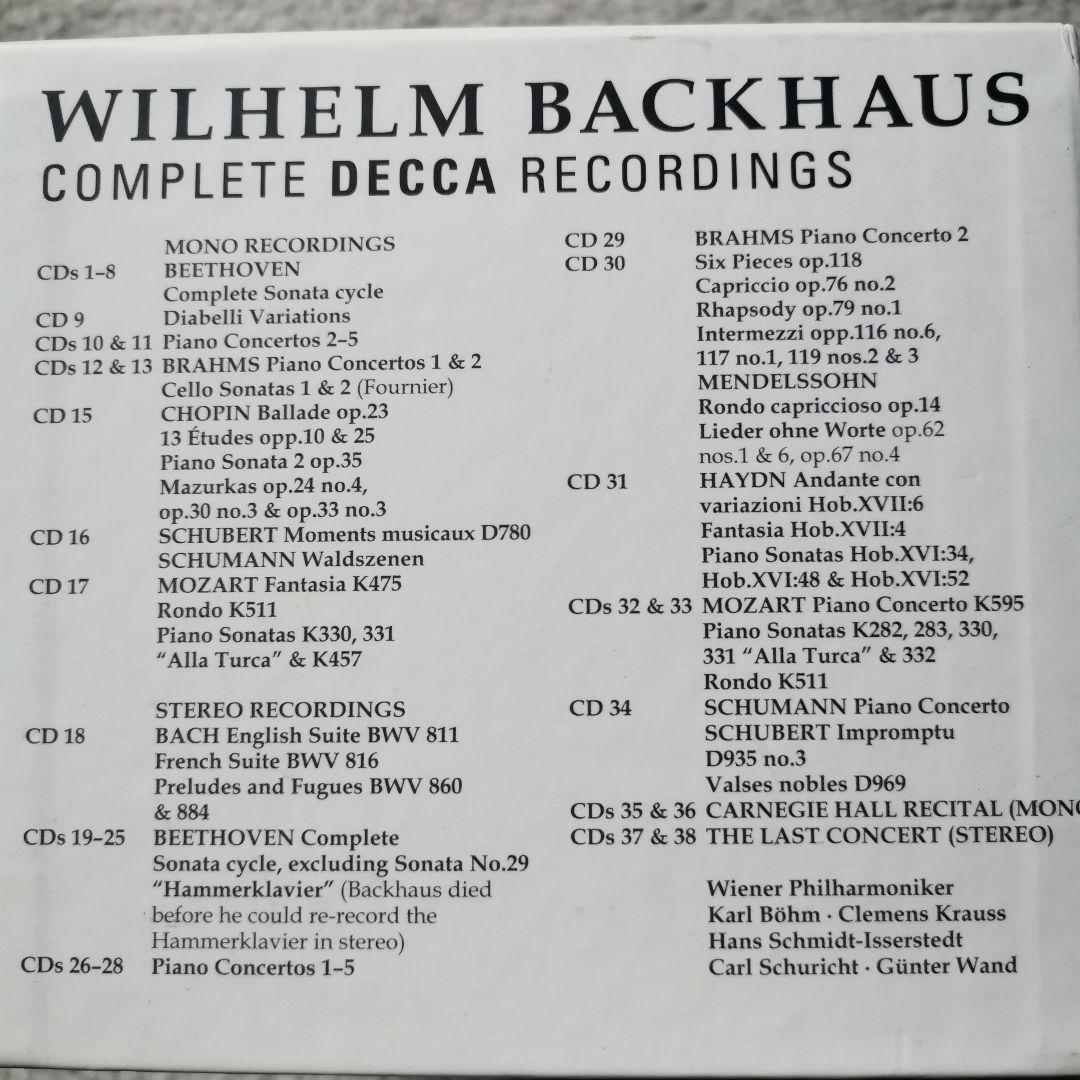 WILHELM BACKHAUS
COMPLETE DECCA RECORDINGS
MONO RECORDINGS
CDs 1–8 BEETHOVEN
Complete Sonata cycle
CD 9 Diabelli Variations
CDs 10 & 11 Piano Concertos 2–5
CDs 12 & 13 BRAHMS Piano Concertos 1 & 2
Cello Sonatas 1 & 2 (Fournier)
CD 15 CHOPIN Ballade op.23
13 Études opp.10 & 25
Piano Sonata 2 op.35
Mazurkas op.24 no.4,
op.30 no.3 & op.33 no.3
CD 16 SCHUBERT Moments musicaux D780
SCHUMANN Waldszenen
CD 17 MOZART Fantasia K475
Rondo K511
Piano Sonatas K330, 331
“Alla Turca” & K457
STEREO RECORDINGS
CD 18 BACH English Suite BWV 811
French Suite BWV 816
Preludes and Fugues BWV 860
& 884
CDs 19–25 BEETHOVEN Complete
Sonata cycle, excluding Sonata No.29
“Hammerklavier” (Backhaus died
before he could re-record the
Hammerklavier in stereo)
CDs 26–28 Piano Concertos 1–5
CD 29 BRAHMS Piano Concerto 2
CD 30 Six Pieces op.118
Capriccio op.76 no.2
Rhapsody op.79 no.1
Intermezzi opp.116 no.6,
117 no.1, 119 nos.2 & 3
MENDELSSOHN
Rondo capriccioso op.14
Lieder ohne Worte op.62
nos.1 & 6, op.67 no.4
CD 31 HAYDN Andante con
variazioni Hob.XVII:6
Fantasia Hob.XVII:4
Piano Sonatas Hob.XVI:34,
Hob.XVI:48 & Hob.XVI:52
CDs 32 & 33 MOZART Piano Concerto K595
Piano Sonatas K282, 283, 330,
331 “Alla Turca” & 332
Rondo K511
CD 34 SCHUMANN Piano Concerto
SCHUBERT Impromptu
D935 no.3
Valses nobles D969
CDs 35 & 36 CARNEGIE HALL RECITAL (MONO
CDs 37 & 38 THE LAST CONCERT (STEREO)
Wiener Philharmoniker
Karl Böhm · Clemens Krauss
Hans Schmidt-Isserstedt
Carl Schuricht · Günter Wand